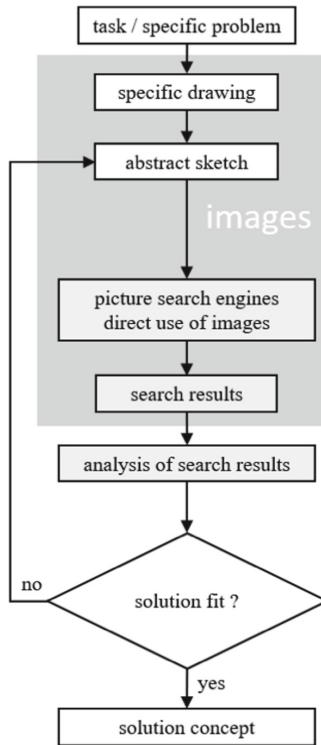 task / specific problem
specific drawing
abstract sketch
images
picture search engines
direct use of images
search results
analysis of search results
no
solution fit ?
yes
solution concept